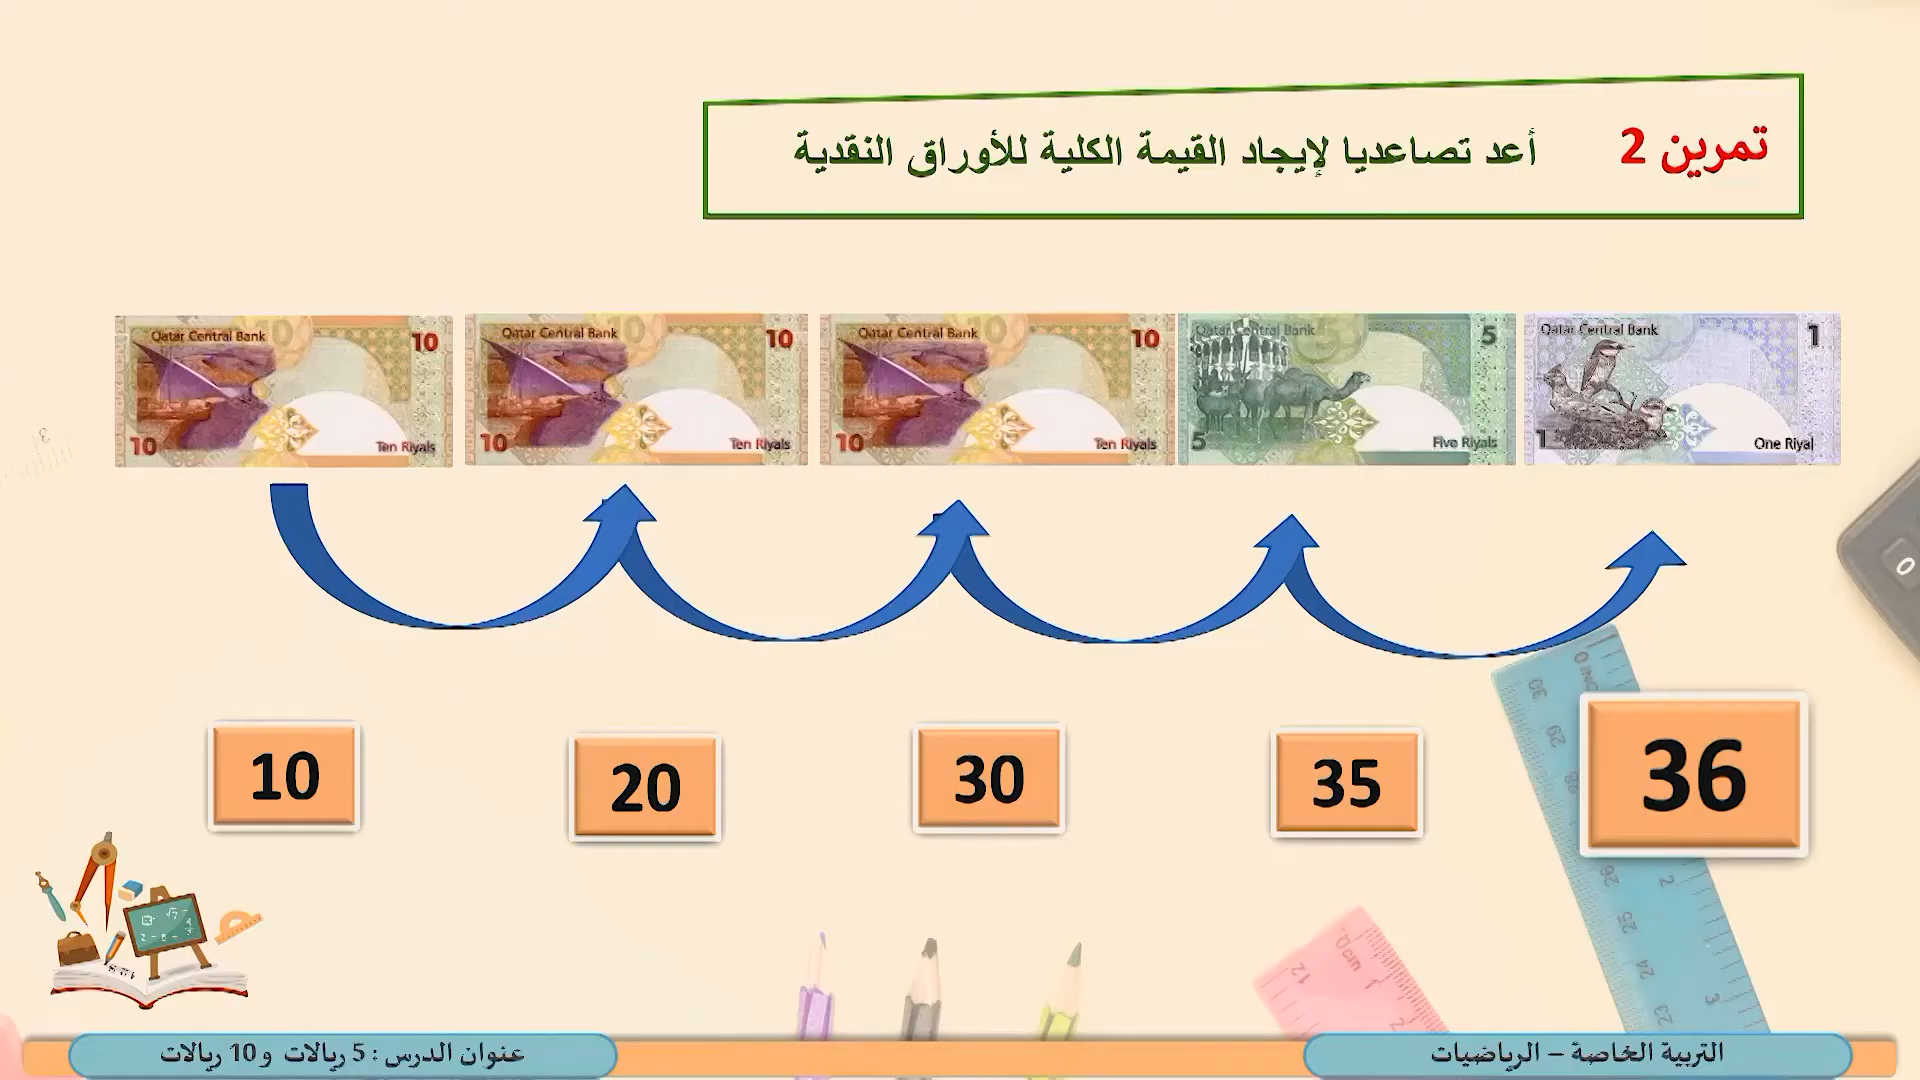 تمرين 2 أعد تصاعديا لإيجاد القيمة الكلية للأوراق النقدية
Qatar Central Bank 10
10 Ten Riyals
Qatar Central Bank 10
10 Ten Riyals
Qatar Central Bank 10
10 Ten Riyals
Qatar Central Bank 5
5 Five Riyals
Qatar Central Bank 1
1 One Riyal
10
20
30
35
36
عنوان الدرس : 5 ريالات و 10 ريالات
التربية الخاصة – الرياضيات